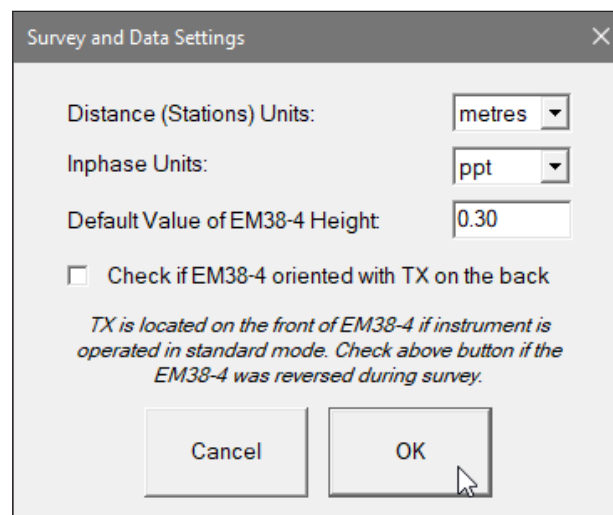 Survey and Data Settings
Distance (Stations) Units: metres
Inphase Units: ppt
Default Value of EM38-4 Height: 0.30
Check if EM38-4 oriented with TX on the back
TX is located on the front of EM38-4 if instrument is
operated in standard mode. Check above button if the
EM38-4 was reversed during survey.
Cancel OK